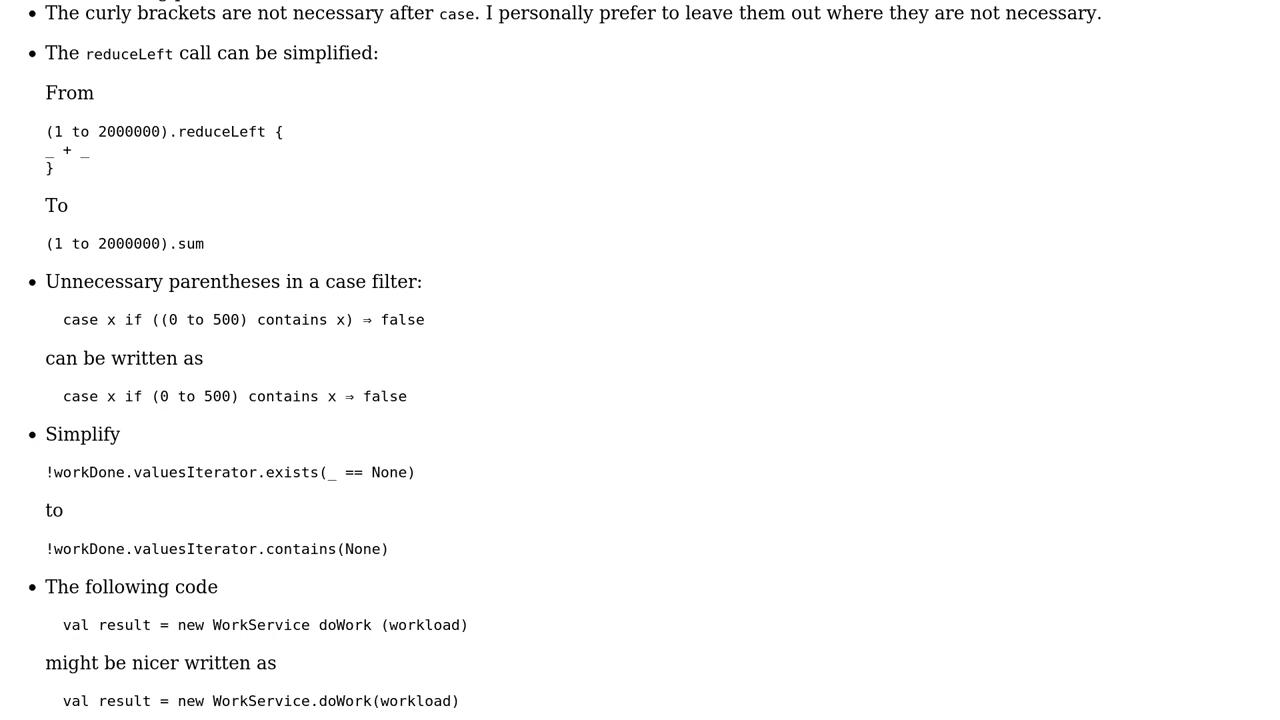 • The curly brackets are not necessary after case. I personally prefer to leave them out where they are not necessary.
• The reduceLeft call can be simplified:
From
(1 to 2000000).reduceLeft {
_ + _
}
To
(1 to 2000000).sum
• Unnecessary parentheses in a case filter:
case x if ((0 to 500) contains x) ⇒ false
can be written as
case x if (0 to 500) contains x ⇒ false
• Simplify
!workDone.valuesIterator.exists(_ == None)
to
!workDone.valuesIterator.contains(None)
• The following code
val result = new WorkService doWork (workload)
might be nicer written as
val result = new WorkService.doWork(workload)